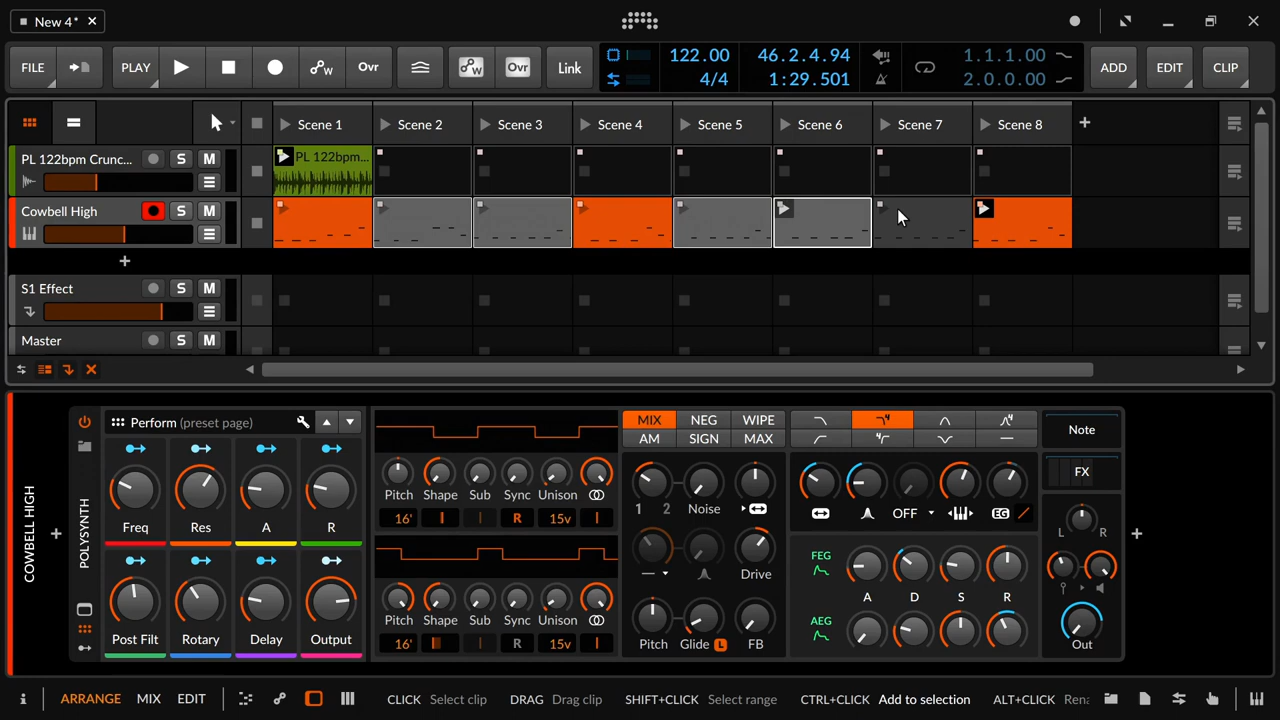 New 4*
FILE
PLAY
Ovr
Ovr
Link
122.00
4/4
46.2.4.94
1:29.501
1.1.1.00
2.0.0.00
ADD
EDIT
CLIP
Scene 1
Scene 2
Scene 3
Scene 4
Scene 5
Scene 6
Scene 7
Scene 8
PL 122bpm Crunc...
S
M
PL 122bpm...
Cowbell High
S
M
S1 Effect
S
M
Master
S
M
COWBELL HIGH
POLYSYNTH
Perform (preset page)
Freq
Res
A
R
Post Filt
Rotary
Delay
Output
Pitch
Shape
Sub
Sync
Unison
16'
R
15v
Pitch
Shape
Sub
Sync
Unison
16'
R
15v
MIX
NEG
WIPE
AM
SIGN
MAX
1
2
Noise
Drive
Pitch
Glide
L
FB
4
4
4
OFF
EG
FEG
A
D
S
R
AEG
Note
FX
L
R
Out
ARRANGE
MIX
EDIT
CLICK Select clip
DRAG Drag clip
SHIFT+CLICK Select range
CTRL+CLICK Add to selection
ALT+CLICK Rena